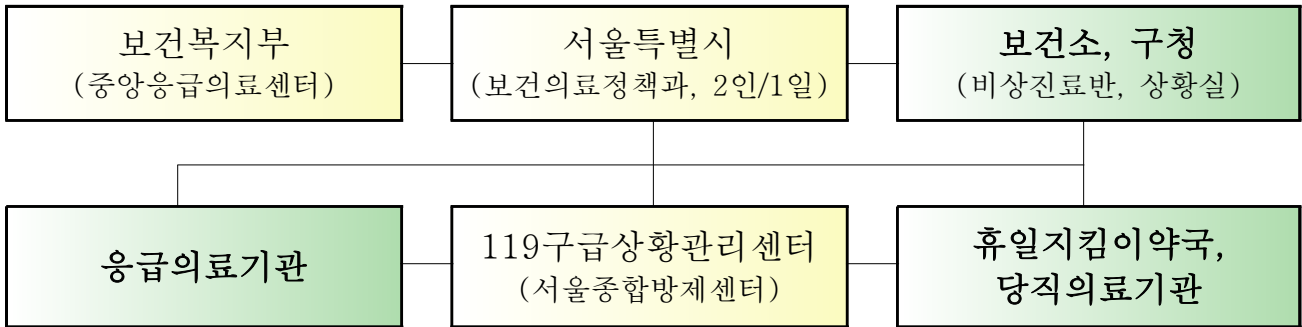 보건복지부
(중앙응급의료센터)
서울특별시
(보건의료정책과, 2인/1일)
보건소, 구청
(비상진료반, 상황실)
응급의료기관
119구급상황관리센터
(서울종합방제센터)
휴일지킴이약국,
당직의료기관